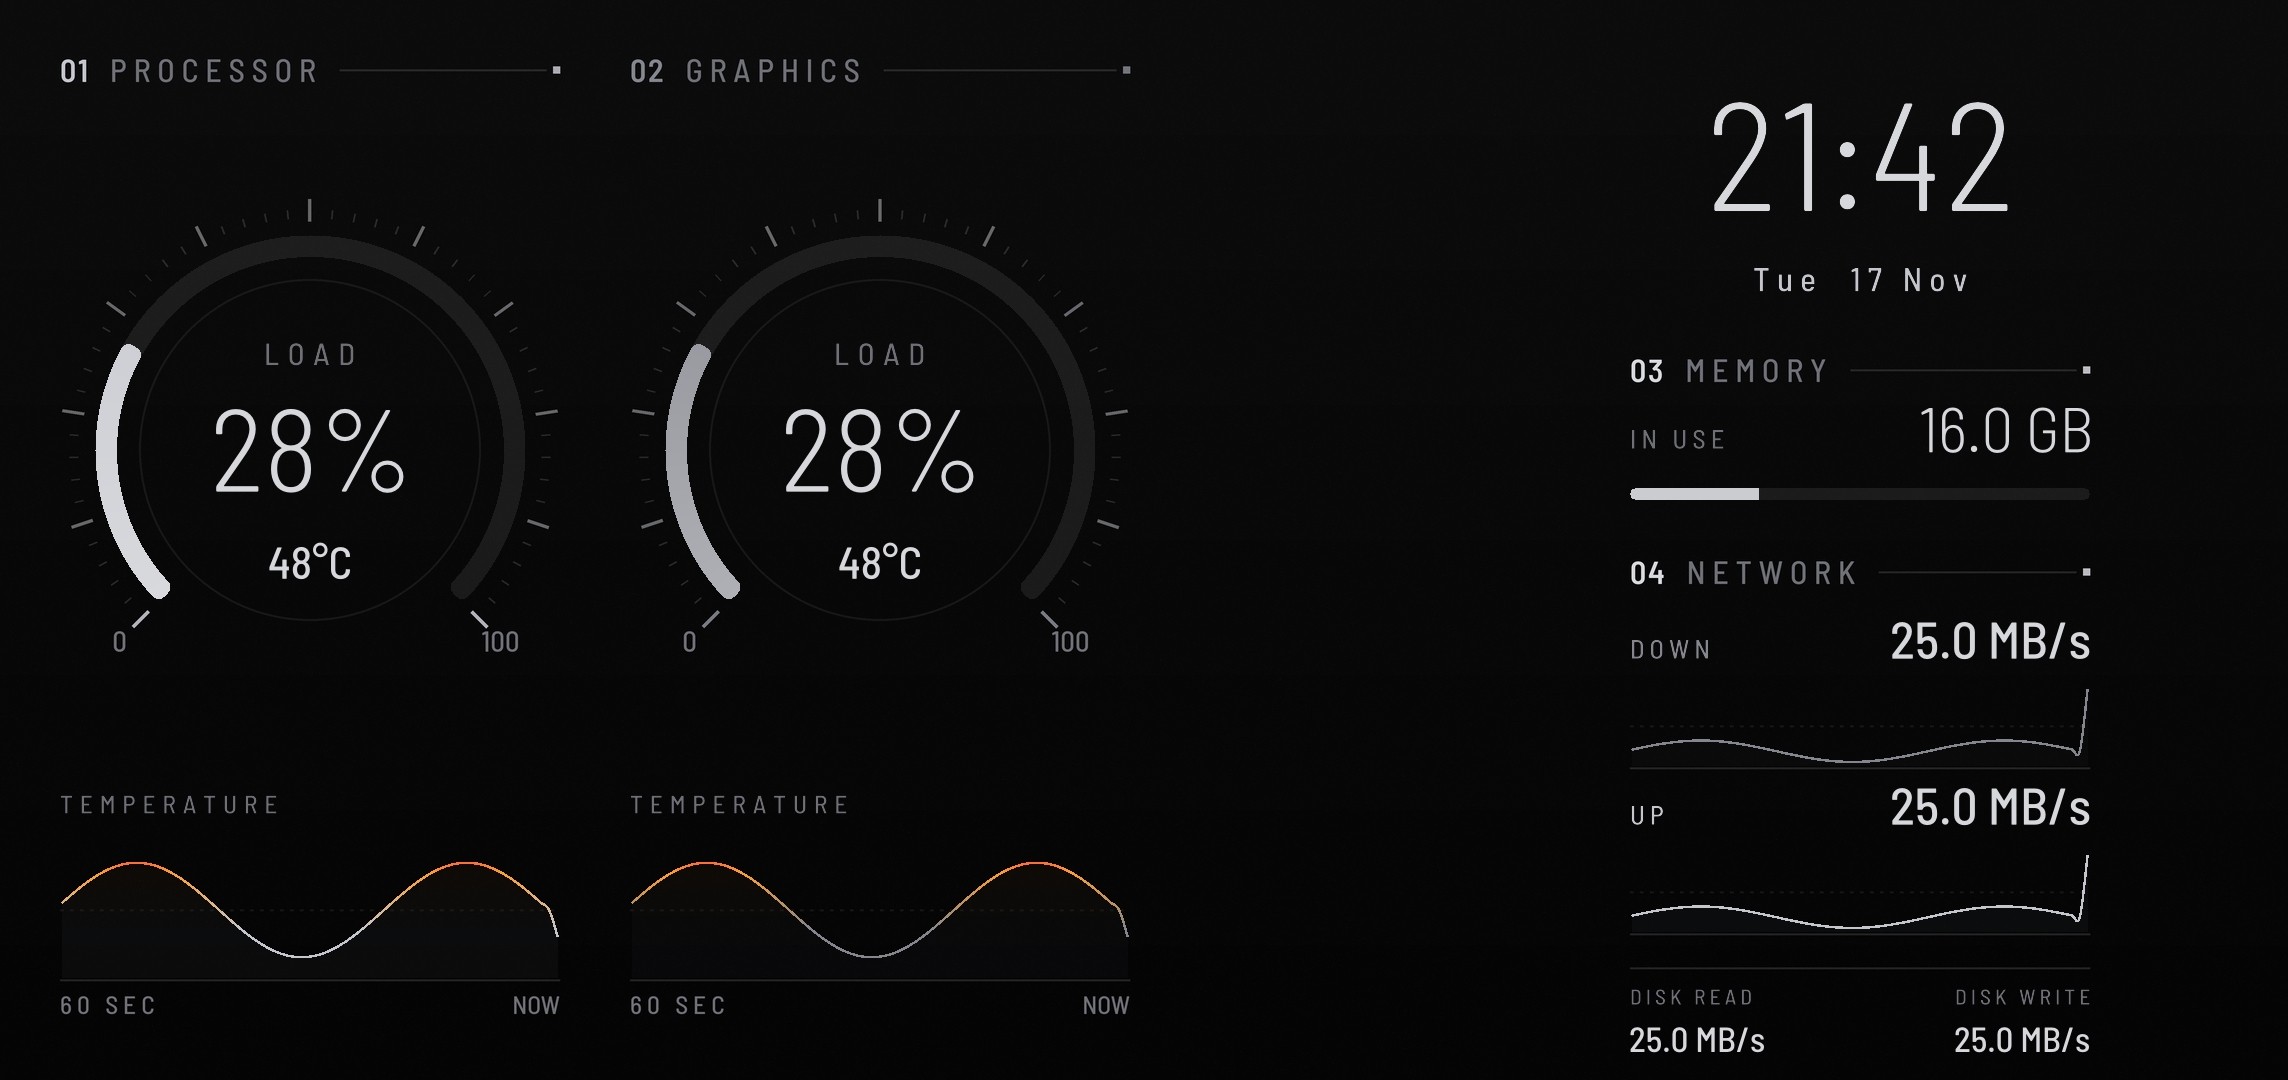 01 PROCESSOR
LOAD
28%
48°C
0
100
TEMPERATURE
60 SEC
NOW
02 GRAPHICS
LOAD
28%
48°C
0
100
TEMPERATURE
60 SEC
NOW
21:42
Tue 17 Nov
03 MEMORY
IN USE 16.0 GB
04 NETWORK
DOWN 25.0 MB/s
UP 25.0 MB/s
DISK READ
25.0 MB/s
DISK WRITE
25.0 MB/s